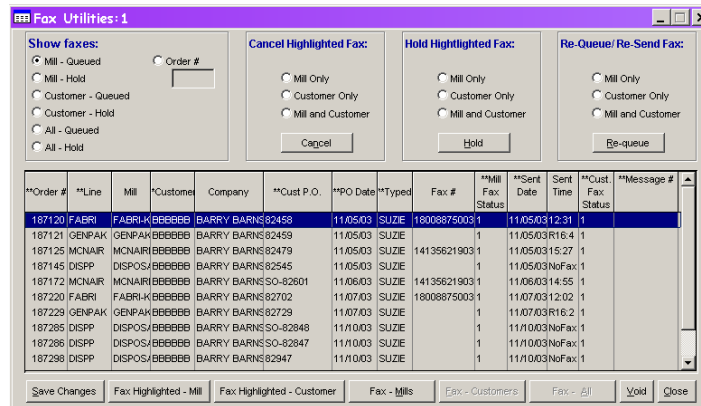 Fax Utilities:1
Show faxes:
Mill - Queued
Order #
Mill - Hold
Customer - Queued
Customer - Hold
All - Queued
All - Hold
Cancel Highlighted Fax:
Mill Only
Customer Only
Mill and Customer
Cancel
Hold Hightlighted Fax:
Mill Only
Customer Only
Mill and Customer
Hold
Re-Queue/ Re-Send Fax:
Mill Only
Customer Only
Mill and Customer
Re-queue
**Order # **Line Mill *Customer Company **Cust P.O. **PO Date **Typed Fax # **Mill Fax Status **Sent Date Sent Time **Cust. Fax Status **Message #
187120 FABRI FABRI-K BBBBBB BARRY BARNS 82458 11/05/03 SUZIE 18008875003 1 11/05/03 12:31 1
187121 GENPAK GENPAK BBBBBB BARRY BARNS 82459 11/05/03 SUZIE 1 11/05/03 R16:4 1
187125 MCNAIR MCNAIR BBBBBB BARRY BARNS 82479 11/05/03 SUZIE 14135621903 1 11/05/03 15:27 1
187145 DISPP DISPOSA BBBBBB BARRY BARNS 82545 11/05/03 SUZIE 1 11/05/03 NoFax 1
187172 MCNAIR MCNAIR BBBBBB BARRY BARNS SO-82601 11/06/03 SUZIE 14135621903 1 11/06/03 14:55 1
187220 FABRI FABRI-K BBBBBB BARRY BARNS 82702 11/07/03 SUZIE 18008875003 1 11/07/03 12:02 1
187229 GENPAK GENPAK BBBBBB BARRY BARNS 82729 11/07/03 SUZIE 1 11/07/03 R16:2 1
187285 DISPP DISPOSA BBBBBB BARRY BARNS SO-82848 11/10/03 SUZIE 1 11/10/03 NoFax 1
187286 DISPP DISPOSA BBBBBB BARRY BARNS SO-82847 11/10/03 SUZIE 1 11/10/03 NoFax 1
187298 DISPP DISPOSA BBBBBB BARRY BARNS 82947 11/10/03 SUZIE 1 11/10/03 NoFax 1
Save Changes Fax Highlighted - Mill Fax Highlighted - Customer Fax - Mills Fax - Customers Fax - All Void Close